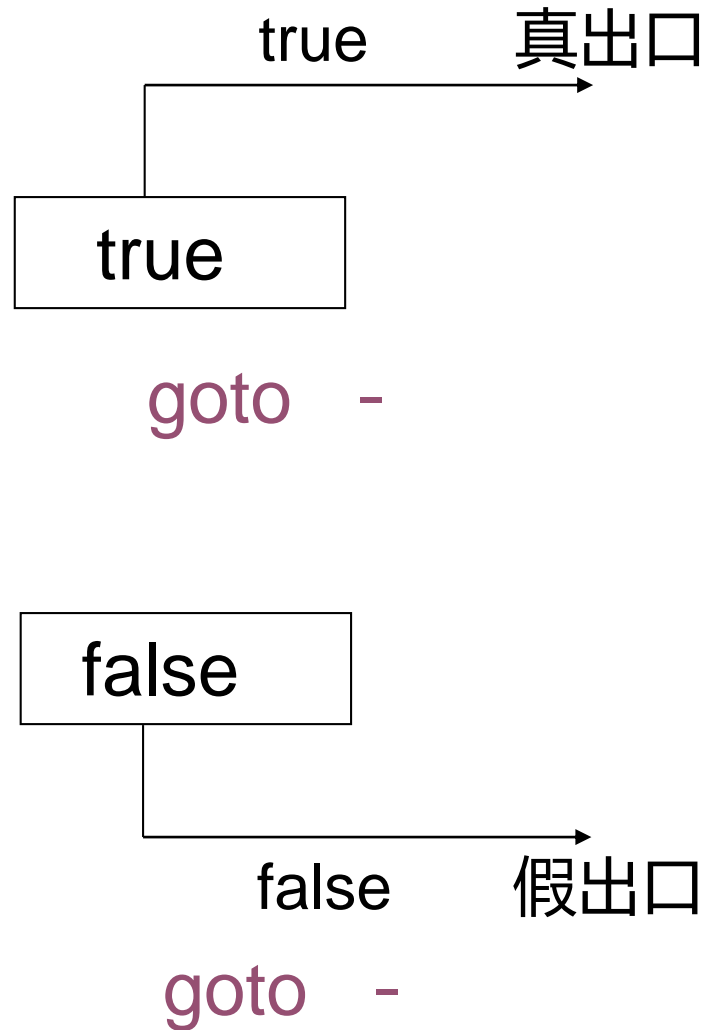 true 真出口
true
goto -
false
false 假出口
goto -